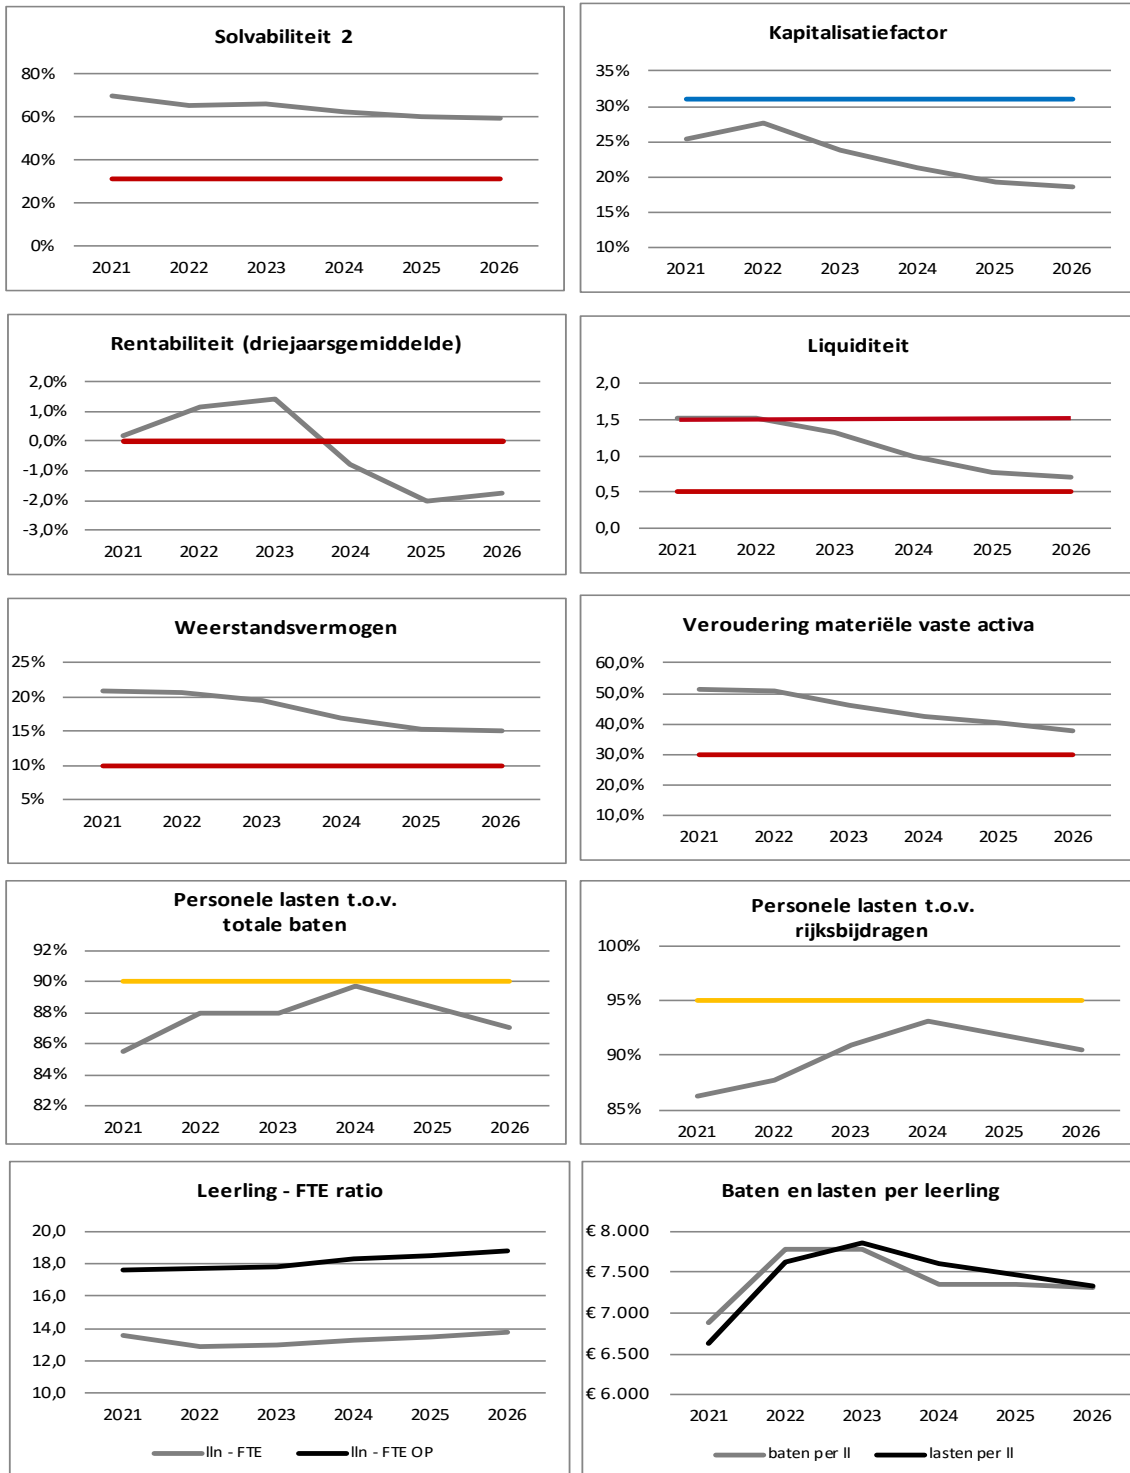 Solvabiliteit 2
80%
60%
40%
20%
0%
2021 2022 2023 2024 2025 2026
Kapitalisatiefactor
35%
31%
25%
20%
15%
10%
2021 2022 2023 2024 2025 2026
Rentabiliteit (driejaarsgemiddelde)
2,0%
1,0%
0,0%
-1,0%
-2,0%
-3,0%
2021 2022 2023 2024 2025 2026
Liquiditeit
2,0
1,5
1,0
0,5
0,0
2021 2022 2023 2024 2025 2026
Weerstandsvermogen
25%
20%
15%
10%
5%
2021 2022 2023 2024 2025 2026
Veroudering materiële vaste activa
60,0%
50,0%
40,0%
30,0%
20,0%
10,0%
2021 2022 2023 2024 2025 2026
Personele lasten t.o.v.
totale baten
92%
90%
88%
86%
84%
82%
2021 2022 2023 2024 2025 2026
Personele lasten t.o.v.
rijksbijdragen
100%
95%
90%
85%
2021 2022 2023 2024 2025 2026
Leerling - FTE ratio
20,0
18,0
16,0
14,0
12,0
10,0
2021 2022 2023 2024 2025 2026
lln - FTE lln - FTE OP
Baten en lasten per leerling
€ 8.000
€ 7.500
€ 7.000
€ 6.500
€ 6.000
2021 2022 2023 2024 2025 2026
baten per ll lasten per ll